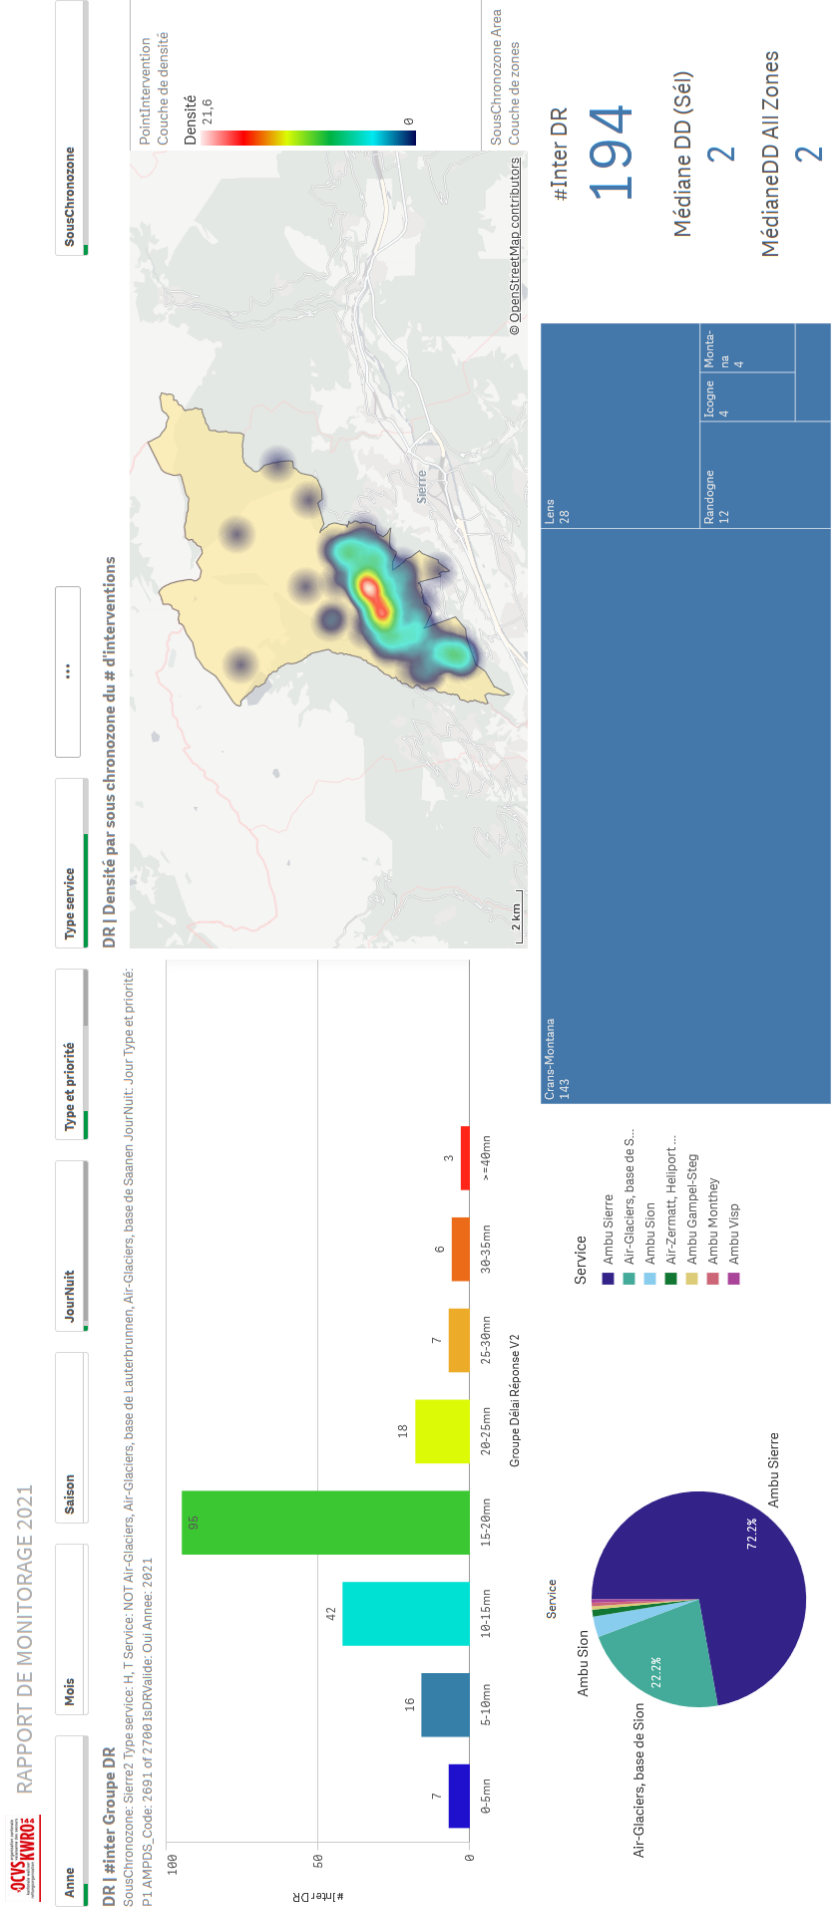 OCVS
KWRO
RAPPORT DE MONITORAGE 2021
Anne
Mois
Saison
JourNuit
Type et priorité
Type service
...
SousChronozone
DR | #inter Groupe DR
SousChronozone: Sierre2 Type service: H, T Service: NOT Air-Glaciers, Air-Glaciers, base de Lauterbrunnen, Air-Glaciers, base de Saanen JourNuit: Jour Type et priorité:
P1 AMPDS_Code: 2691 of 2700 IsDRValide: Oui Annee: 2021
#Inter DR
100
50
0
7
16
42
95
18
7
6
3
0-5mn
5-10mn
10-15mn
15-20mn
20-25mn
25-30mn
30-35mn
>=40mn
Groupe Délai Réponse V2
DR | Densité par sous chronozone du # d'interventions
Sierre
2 km
© OpenStreetMap contributors
PointIntervention
Couche de densité
Densité
21,6
0
SousChronozone Area
Couche de zones
Service
Ambu Sion
Air-Glaciers, base de Sion
22.2%
72.2%
Ambu Sierre
Service
Ambu Sierre
Air-Glaciers, base de S...
Ambu Sion
Air-Zermatt, Heliport ...
Ambu Gampel-Steg
Ambu Monthey
Ambu Visp
Crans-Montana
143
Lens
28
Randogne
12
Icogne
4
Monta-
na
4
#Inter DR
194
Médiane DD (Sél)
2
MédianeDD All Zones
2